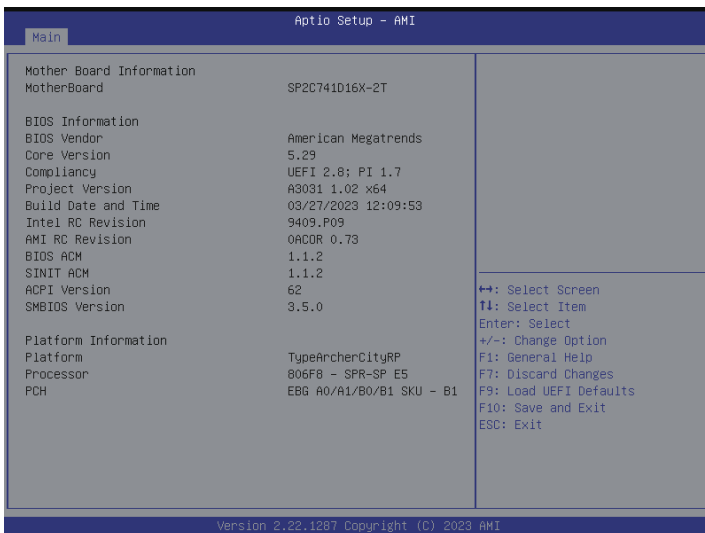 Aptio Setup - AMI
Main
Mother Board Information
MotherBoard SP2C741D16X-2T
BIOS Information
BIOS Vendor American Megatrends
Core Version 5.29
Compliancy UEFI 2.8; PI 1.7
Project Version A3031 1.02 x64
Build Date and Time 03/27/2023 12:09:53
Intel RC Revision 9409.P09
AMI RC Revision 0ACOR 0.73
BIOS ACM 1.1.2
SINIT ACM 1.1.2
ACPI Version 62
SMBIOS Version 3.5.0
Platform Information
Platform TypeArcherCityRP
Processor 806F8 - SPR-SP E5
PCH EBG A0/A1/B0/B1 SKU - B1
↔: Select Screen
↑↓: Select Item
Enter: Select
+/-: Change Option
F1: General Help
F7: Discard Changes
F9: Load UEFI Defaults
F10: Save and Exit
ESC: Exit
Version 2.22.1287 Copyright (C) 2023 AMI